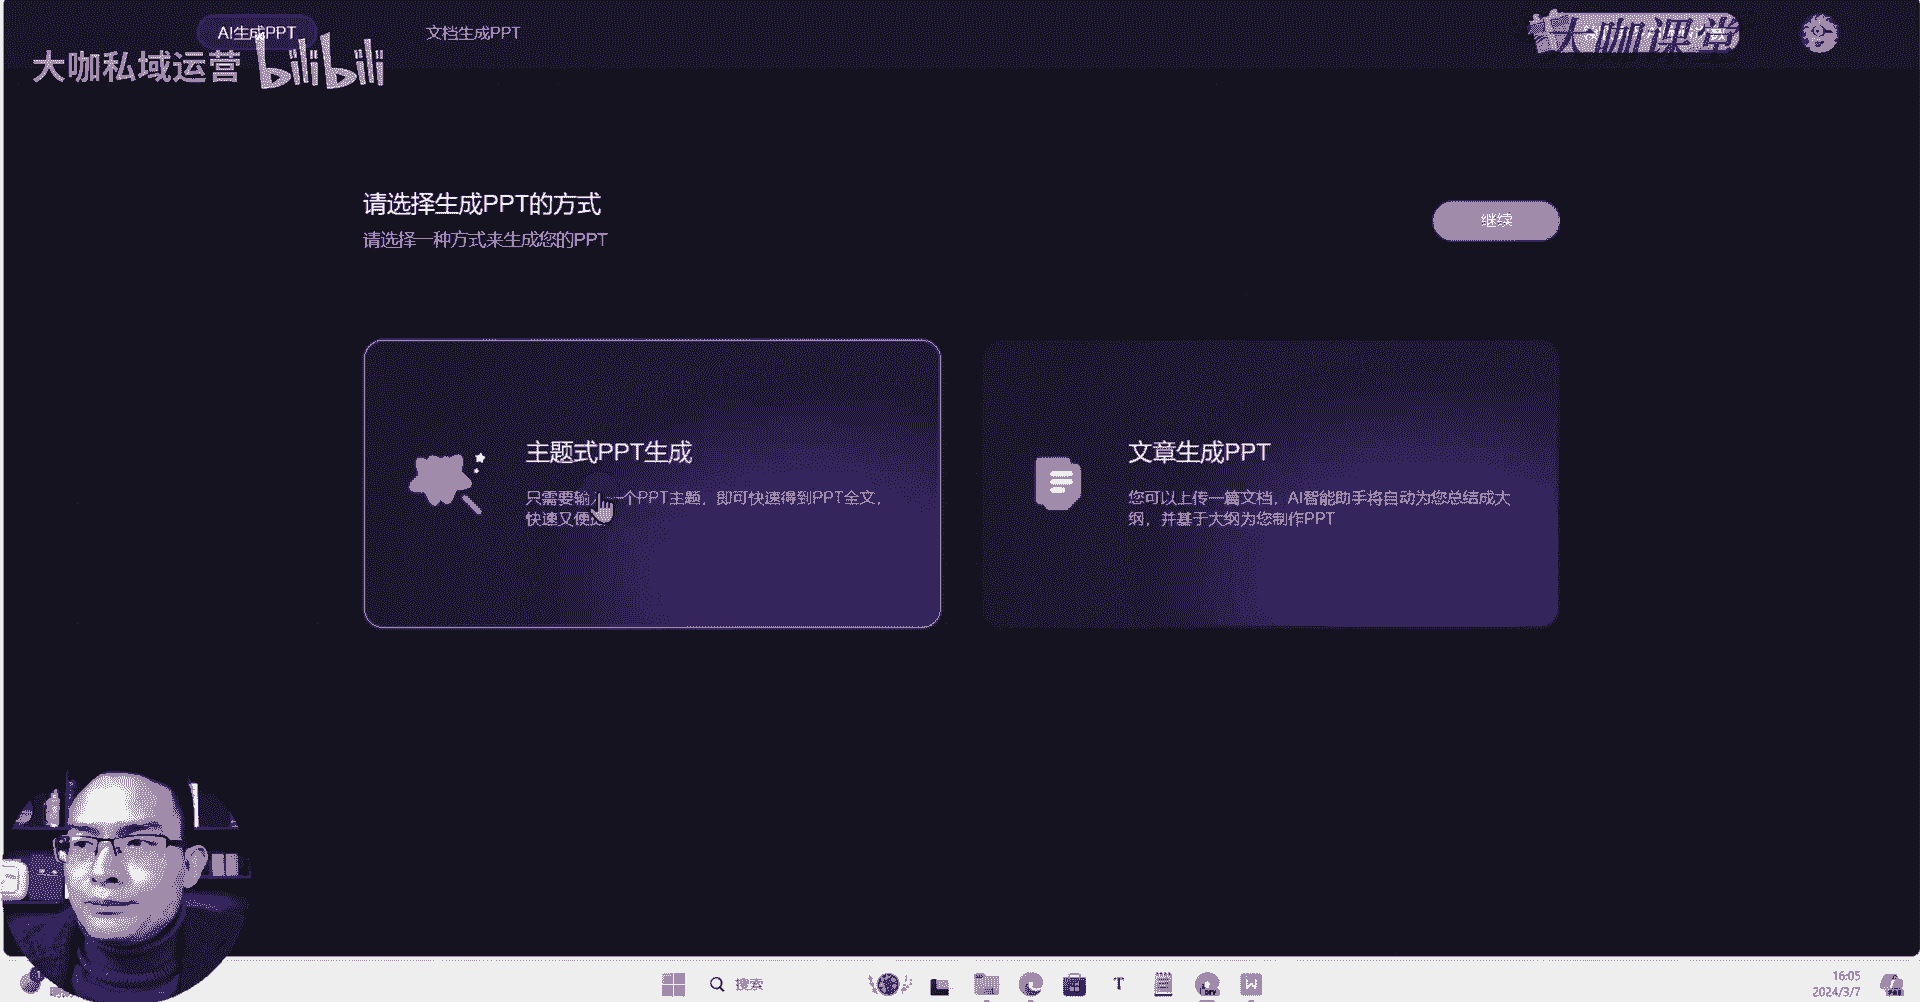 AI生成PPT
文档生成PPT
大咖课堂
大咖私域运营 bilibili
请选择生成PPT的方式
请选择一种方式来生成您的PPT
继续
主题式PPT生成
只需要输入一个PPT主题，即可快速得到PPT全文，
快速又便
文章生成PPT
您可以上传一篇文档，AI智能助手将自动为您总结成大
纲，并基于大纲为您制作PPT
搜索
16:05
2024/3/7